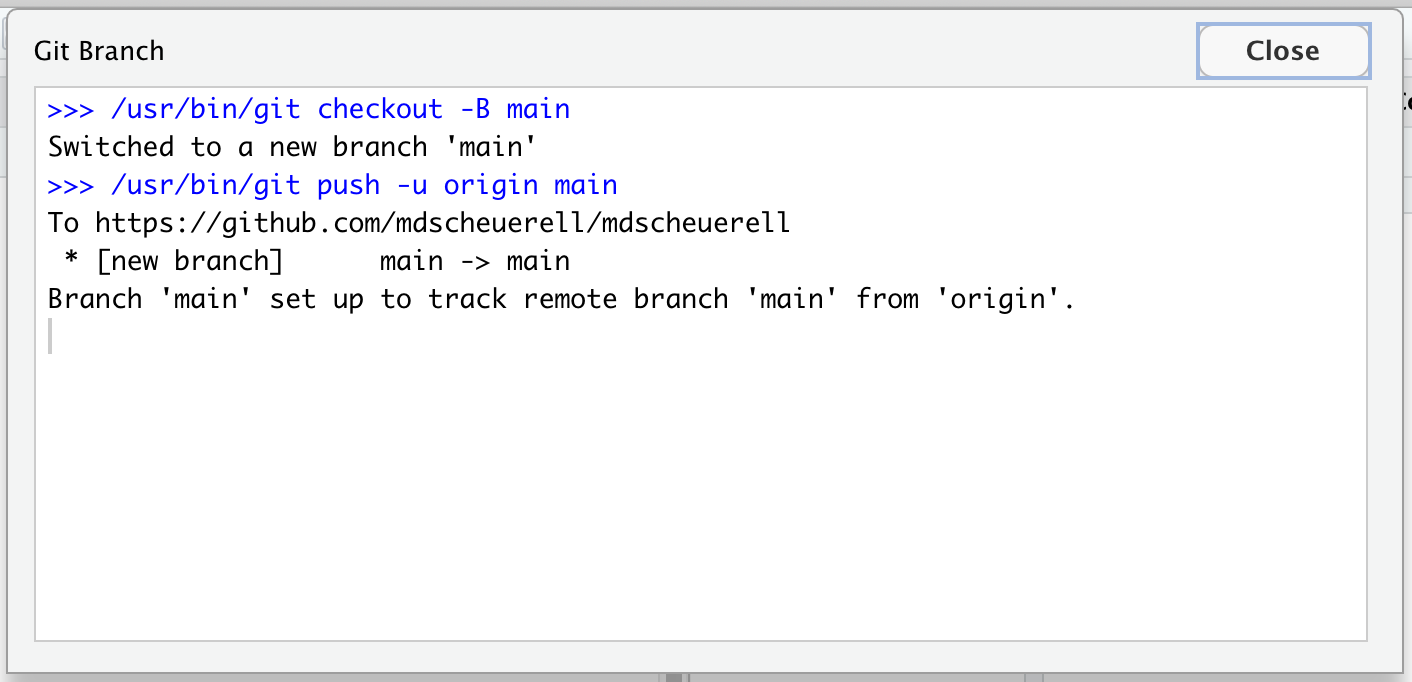 Git Branch
Close
>>> /usr/bin/git checkout -B main
Switched to a new branch 'main'
>>> /usr/bin/git push -u origin main
To https://github.com/mdscheuerell/mdscheuerell
 * [new branch]      main -> main
Branch 'main' set up to track remote branch 'main' from 'origin'.